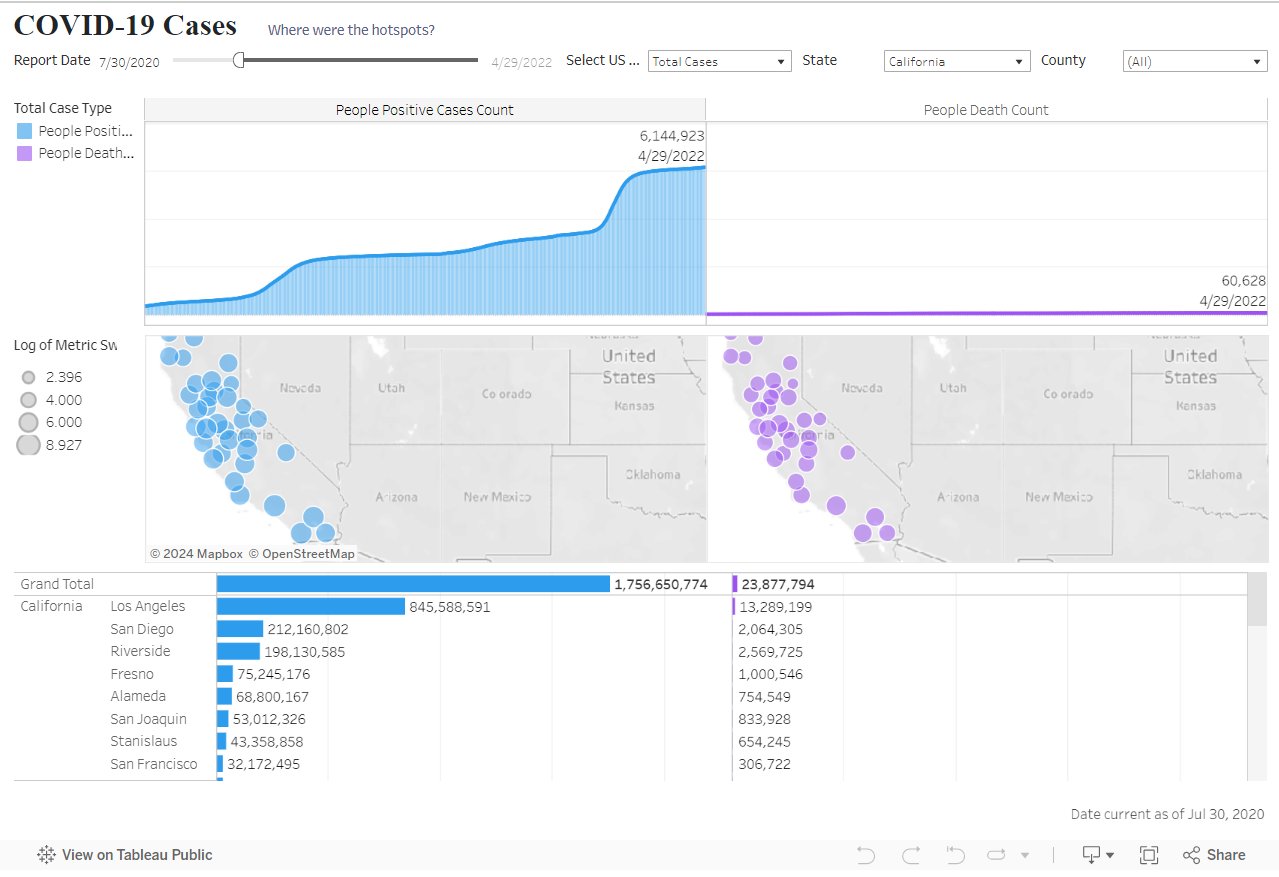 COVID-19 Cases Where were the hotspots?
Report Date 7/30/2020 4/29/2022 Select US ... Total Cases State California County (All)
Total Case Type
People Positi...
People Death...
People Positive Cases Count People Death Count
6,144,923
4/29/2022
60,628
4/29/2022
Log of Metric Sw
2.396
4.000
6.000
8.927
United
States
Nevada Utah Colorado
Kansas
Oklahoma
Arizona New Mexico
© 2024 Mapbox © OpenStreetMap
United
States
Nevada Utah Colorado
Kansas
Oklahoma
Arizona New Mexico
Grand Total 1,756,650,774 23,877,794
California Los Angeles 845,588,591 13,289,199
San Diego 212,160,802 2,064,305
Riverside 198,130,585 2,569,725
Fresno 75,245,176 1,000,546
Alameda 68,800,167 754,549
San Joaquin 53,012,326 833,928
Stanislaus 43,358,858 654,245
San Francisco 32,172,495 306,722
Date current as of Jul 30, 2020
View on Tableau Public Share